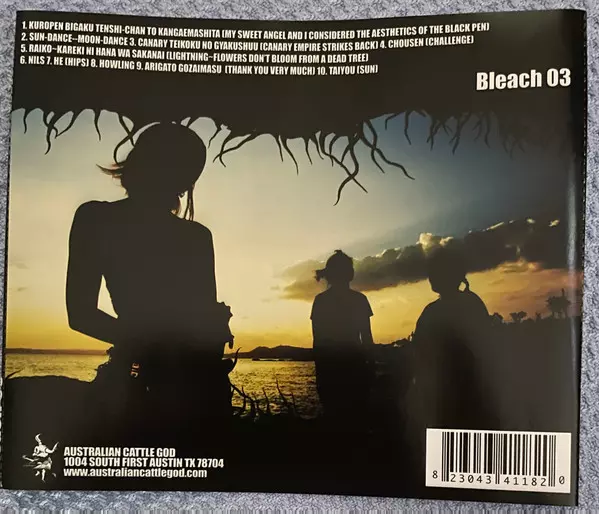 1. KUROPEN BIGAKU TENSHI-CHAN TO KANGAEMASHITA (MY SWEET ANGEL AND I CONSIDERED THE AESTHETICS OF THE BLACK PEN)
2. SUN-DANCE~MOON-DANCE 3. CANARY TEIKOKU NO GYAKUSHUU (CANARY EMPIRE STRIKES BACK) 4. CHOUSEN (CHALLENGE)
5. RAIKO~KAREKI NI HANA WA SAKANAI (LIGHTNING~FLOWERS DON'T BLOOM FROM A DEAD TREE)
6. NILS 7. HE (HIPS) 8. HOWLING 9. ARIGATO GOZAIMASU (THANK YOU VERY MUCH) 10. TAIYOU (SUN)
Bleach 03
AUSTRALIAN CATTLE GOD
1004 SOUTH FIRST AUSTIN TX 78704
www.australiancattlegod.com
8 23043 41182 0